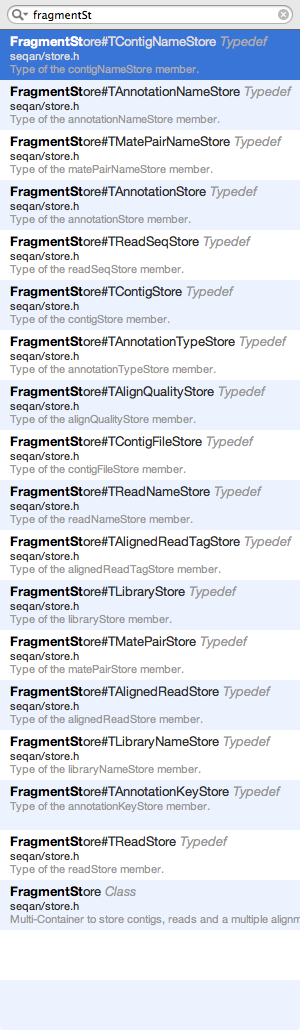 fragmentSt
FragmentStore#TContigNameStore Typedef
seqan/store.h
Type of the contigNameStore member.
FragmentStore#TAnnotationNameStore Typedef
seqan/store.h
Type of the annotationNameStore member.
FragmentStore#TMatePairNameStore Typedef
seqan/store.h
Type of the matePairNameStore member.
FragmentStore#TAnnotationStore Typedef
seqan/store.h
Type of the annotationStore member.
FragmentStore#TReadSeqStore Typedef
seqan/store.h
Type of the readSeqStore member.
FragmentStore#TContigStore Typedef
seqan/store.h
Type of the contigStore member.
FragmentStore#TAnnotationTypeStore Typedef
seqan/store.h
Type of the annotationTypeStore member.
FragmentStore#TAlignQualityStore Typedef
seqan/store.h
Type of the alignQualityStore member.
FragmentStore#TContigFileStore Typedef
seqan/store.h
Type of the contigFileStore member.
FragmentStore#TReadNameStore Typedef
seqan/store.h
Type of the readNameStore member.
FragmentStore#TAlignedReadTagStore Typedef
seqan/store.h
Type of the alignedReadTagStore member.
FragmentStore#TLibraryStore Typedef
seqan/store.h
Type of the libraryStore member.
FragmentStore#TMatePairStore Typedef
seqan/store.h
Type of the matePairStore member.
FragmentStore#TAlignedReadStore Typedef
seqan/store.h
Type of the alignedReadStore member.
FragmentStore#TLibraryNameStore Typedef
seqan/store.h
Type of the libraryNameStore member.
FragmentStore#TAnnotationKeyStore Typedef
Type of the annotationKeyStore member.
FragmentStore#TReadStore Typedef
seqan/store.h
Type of the readStore member.
FragmentStore Class
seqan/store.h
Multi-Container to store contigs, reads and a multiple alignm